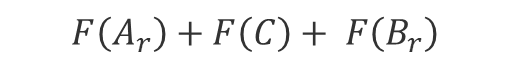 F(A_r) + F(C) + F(B_r)